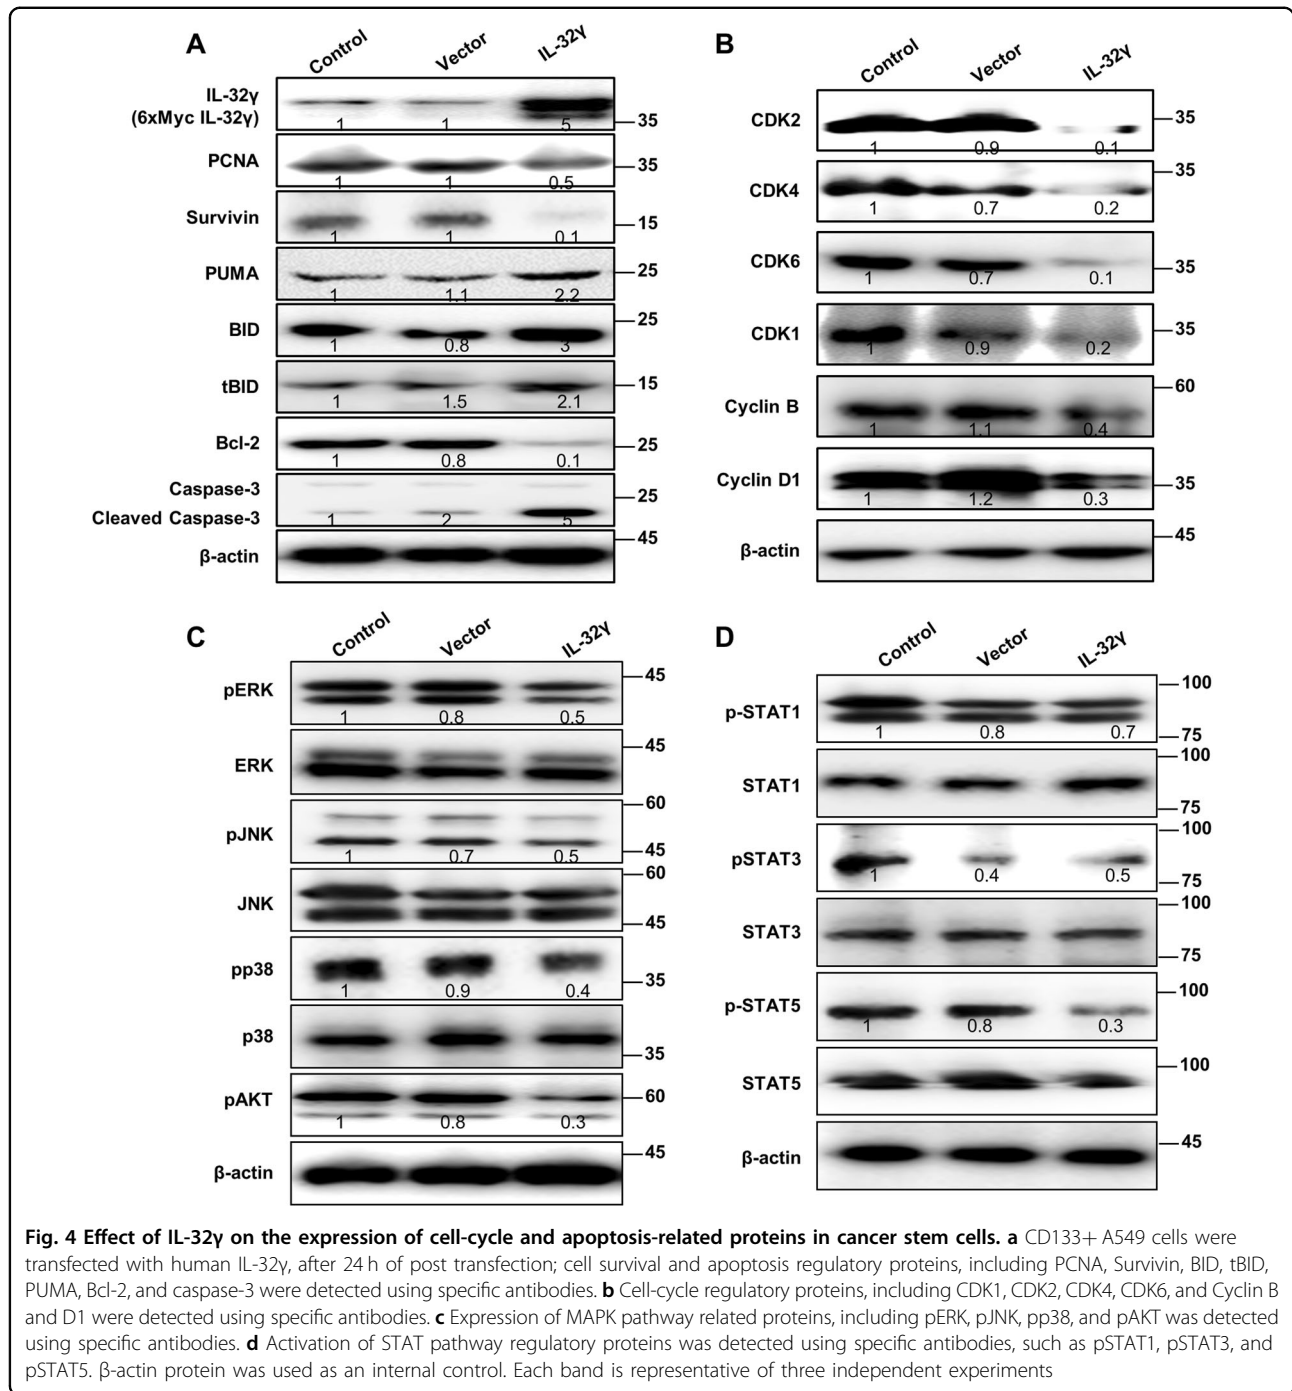 A
Control Vector IL-32γ
IL-32γ
(6xMyc IL-32γ)
1 1 5
35
PCNA
1 1 0.5
35
Survivin
1 1 0.1
15
PUMA
1 1.1 2.2
25
BID
1 0.8 3
25
tBID
1 1.5 2.1
15
Bcl-2
1 0.8 0.1
25
Caspase-3
25
Cleaved Caspase-3
1 2 5
β-actin
45
B
Control Vector IL-32γ
CDK2
1 0.9 0.1
35
CDK4
1 0.7 0.2
35
CDK6
1 0.7 0.1
35
CDK1
1 0.9 0.2
35
Cyclin B
1 1.1 0.4
60
Cyclin D1
1 1.2 0.3
35
β-actin
45
C
Control Vector IL-32γ
pERK
1 0.8 0.5
45
ERK
45
pJNK
1 0.7 0.5
60
45
JNK
60
45
pp38
1 0.9 0.4
35
p38
35
pAKT
1 0.8 0.3
60
β-actin
45
D
Control Vector IL-32γ
p-STAT1
1 0.8 0.7
100
75
STAT1
100
75
pSTAT3
1 0.4 0.5
100
75
STAT3
100
75
p-STAT5
1 0.8 0.3
100
STAT5
100
β-actin
45
Fig. 4 Effect of IL-32γ on the expression of cell-cycle and apoptosis-related proteins in cancer stem cells. a CD133+ A549 cells were
transfected with human IL-32γ, after 24 h of post transfection; cell survival and apoptosis regulatory proteins, including PCNA, Survivin, BID, tBID,
PUMA, Bcl-2, and caspase-3 were detected using specific antibodies. b Cell-cycle regulatory proteins, including CDK1, CDK2, CDK4, CDK6, and Cyclin B
and D1 were detected using specific antibodies. c Expression of MAPK pathway related proteins, including pERK, pJNK, pp38, and pAKT was detected
using specific antibodies. d Activation of STAT pathway regulatory proteins was detected using specific antibodies, such as pSTAT1, pSTAT3, and
pSTAT5. β-actin protein was used as an internal control. Each band is representative of three independent experiments